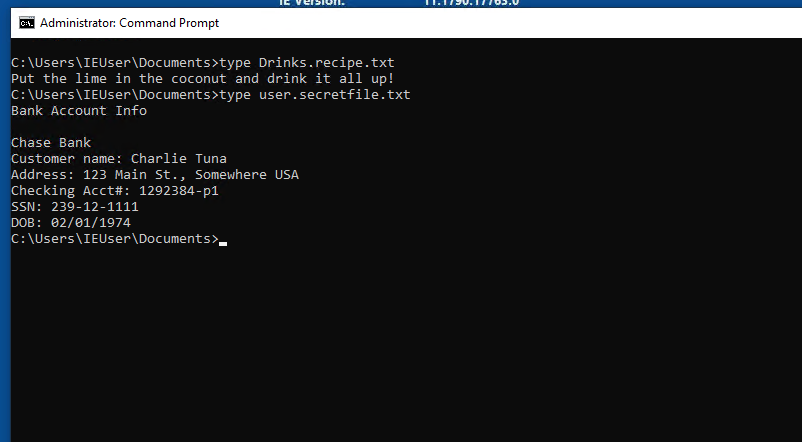 IE Version: 11.1790.17763.0
Administrator: Command Prompt
C:\Users\IEUser\Documents>type Drinks.recipe.txt
Put the lime in the coconut and drink it all up!
C:\Users\IEUser\Documents>type user.secretfile.txt
Bank Account Info
Chase Bank
Customer name: Charlie Tuna
Address: 123 Main St., Somewhere USA
Checking Acct#: 1292384-p1
SSN: 239-12-1111
DOB: 02/01/1974
C:\Users\IEUser\Documents>